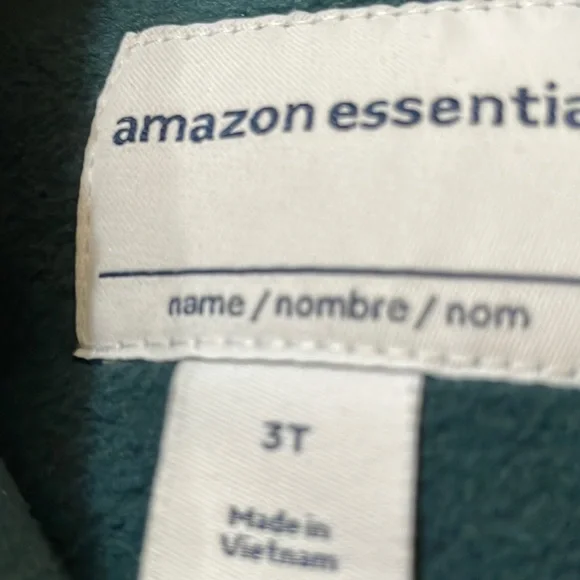 amazon essentia
name / nombre / nom
3T
Made in
Vietnam